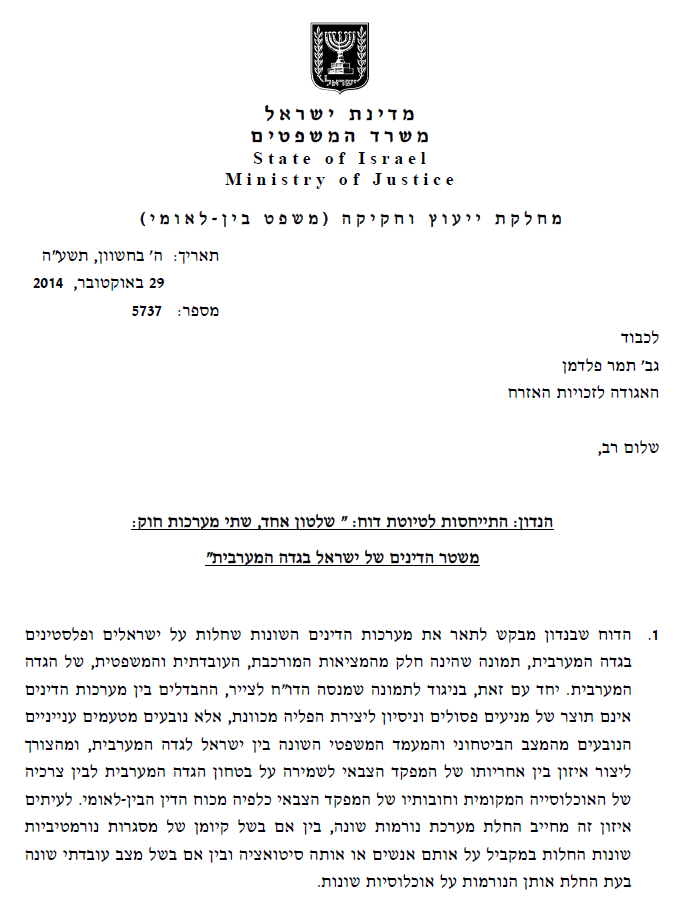 ישראל
מדינת ישראל
משרד המשפטים
State of Israel
Ministry of Justice
מחלקת ייעוץ וחקיקה (משפט בין-לאומי)
תאריך: ה' בחשוון, תשע"ה
29 באוקטובר, 2014
מספר: 5737
לכבוד
גב' תמר פלדמן
האגודה לזכויות האזרח
שלום רב,
הנדון: התייחסות לטיוטת דוח: " שלטון אחד, שתי מערכות חוק:
משטר הדינים של ישראל בגדה המערבית"
1. הדוח שבנדון מבקש לתאר את מערכות הדינים השונות שחלות על ישראלים ופלסטינים
בגדה המערבית, תמונה שהינה חלק מהמציאות המורכבת, העובדתית והמשפטית, של הגדה
המערבית. יחד עם זאת, בניגוד לתמונה שמנסה הדו"ח לצייר, ההבדלים בין מערכות הדינים
אינם תוצר של מניעים פסולים וניסיון ליצירת הפליה מכוונת, אלא נובעים מטעמים ענייניים
הנובעים מהמצב הביטחוני והמעמד המשפטי השונה בין ישראל לגדה המערבית, ומהצורך
ליצור איזון בין אחריותו של המפקד הצבאי לשמירה על בטחון הגדה המערבית לבין צרכיה
של האוכלוסייה המקומית וחובותיו של המפקד הצבאי כלפיה מכוח הדין הבין-לאומי. לעיתים
איזון זה מחייב החלת מערכת נורמות שונה, בין אם בשל קיומן של מסגרות נורמטיביות
שונות החלות במקביל על אותם אנשים או אותה סיטואציה ובין אם בשל מצב עובדתי שונה
בעת החלת אותן הנורמות על אוכלוסיות שונות.